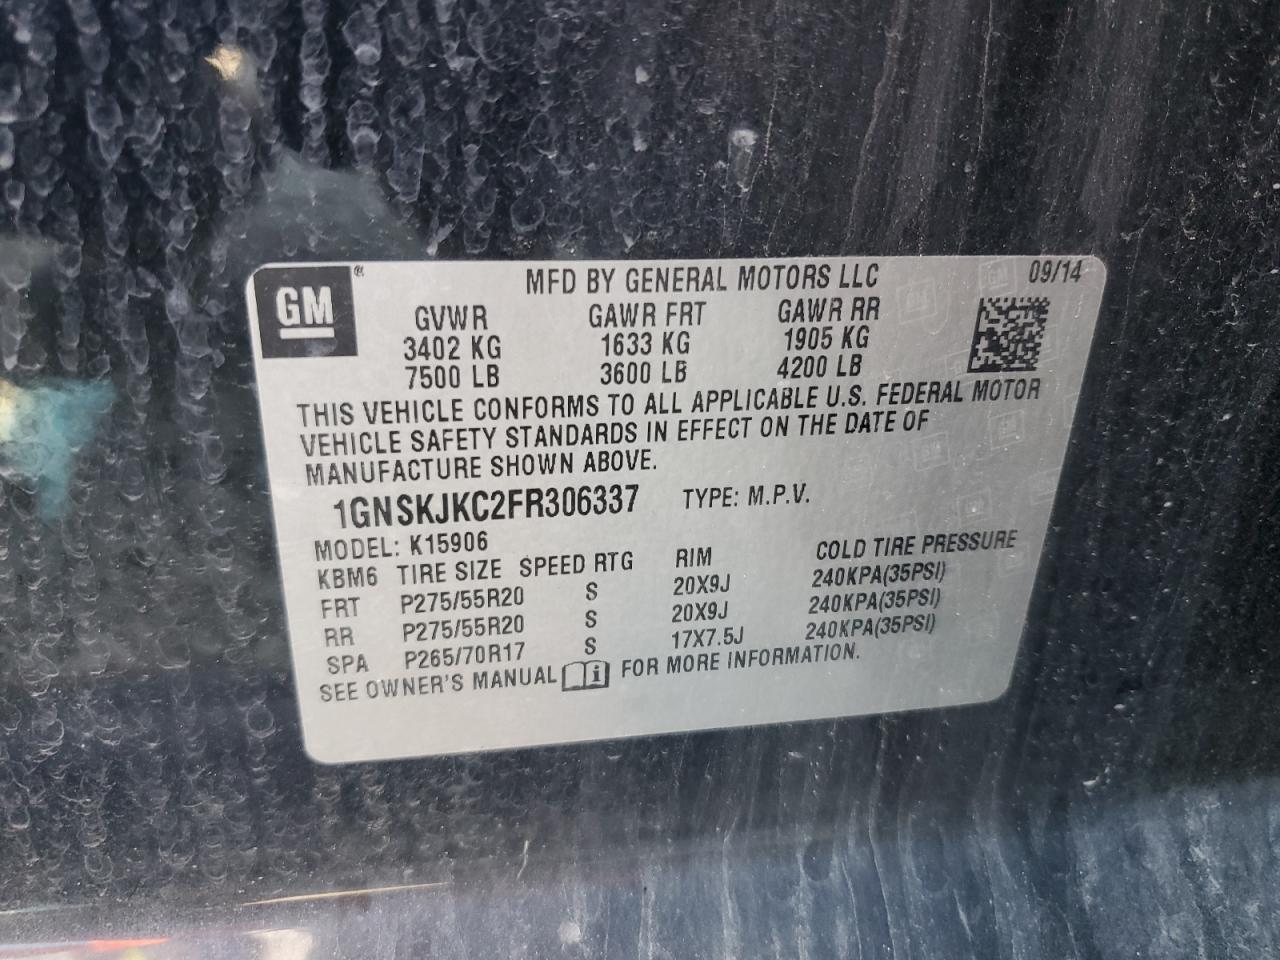 GM ® MFD BY GENERAL MOTORS LLC 09/14
GVWR GAWR FRT GAWR RR
3402 KG 1633 KG 1905 KG
7500 LB 3600 LB 4200 LB
THIS VEHICLE CONFORMS TO ALL APPLICABLE U.S. FEDERAL MOTOR
VEHICLE SAFETY STANDARDS IN EFFECT ON THE DATE OF
MANUFACTURE SHOWN ABOVE.
1GNSKJKC2FR306337 TYPE: M.P.V.
MODEL: K15906
KBM6 TIRE SIZE SPEED RTG RIM COLD TIRE PRESSURE
FRT P275/55R20 S 20X9J 240KPA(35PSI)
RR P275/55R20 S 20X9J 240KPA(35PSI)
SPA P265/70R17 S 17X7.5J 240KPA(35PSI)
SEE OWNER'S MANUAL i FOR MORE INFORMATION.